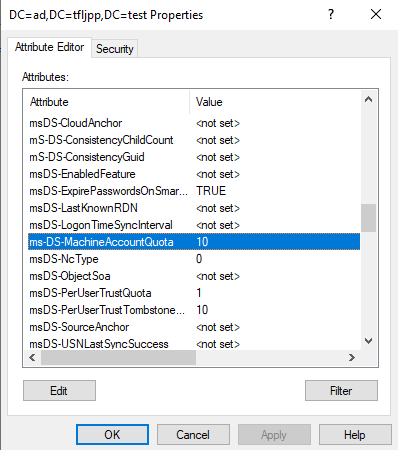 DC=ad,DC=tfljpp,DC=test Properties ? ×
Attribute Editor Security
Attributes:
Attribute Value
msDS-CloudAnchor <not set>
mS-DS-ConsistencyChildCount <not set>
mS-DS-ConsistencyGuid <not set>
msDS-EnabledFeature <not set>
msDS-ExpirePasswordsOnSmar... TRUE
msDS-LastKnownRDN <not set>
msDS-LogonTimeSyncInterval <not set>
ms-DS-MachineAccountQuota 10
msDS-NcType 0
msDS-ObjectSoa <not set>
msDS-PerUserTrustQuota 1
msDS-PerUserTrustTombstone... 10
msDS-SourceAnchor <not set>
msDS-USNLastSyncSuccess <not set>
Edit Filter
OK Cancel Apply Help